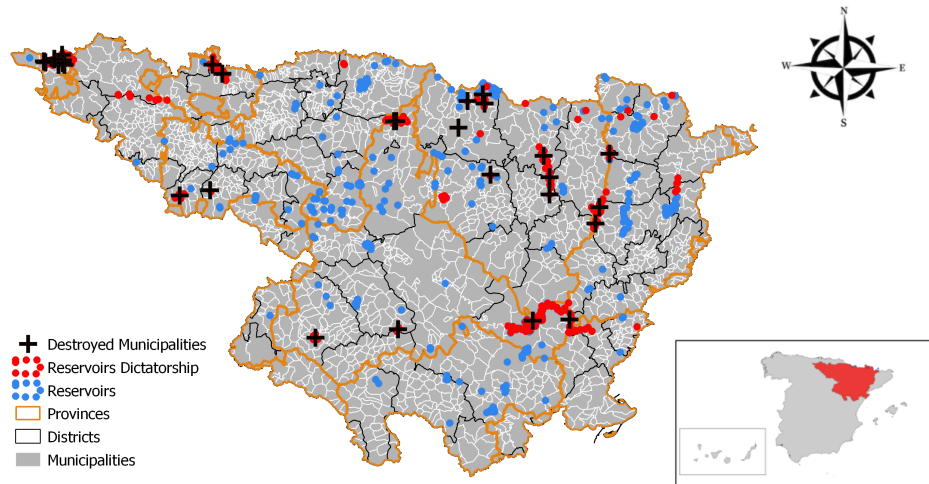 N
W
E
S
Destroyed Municipalities
Reservoirs Dictatorship
Reservoirs
Provinces
Districts
Municipalities